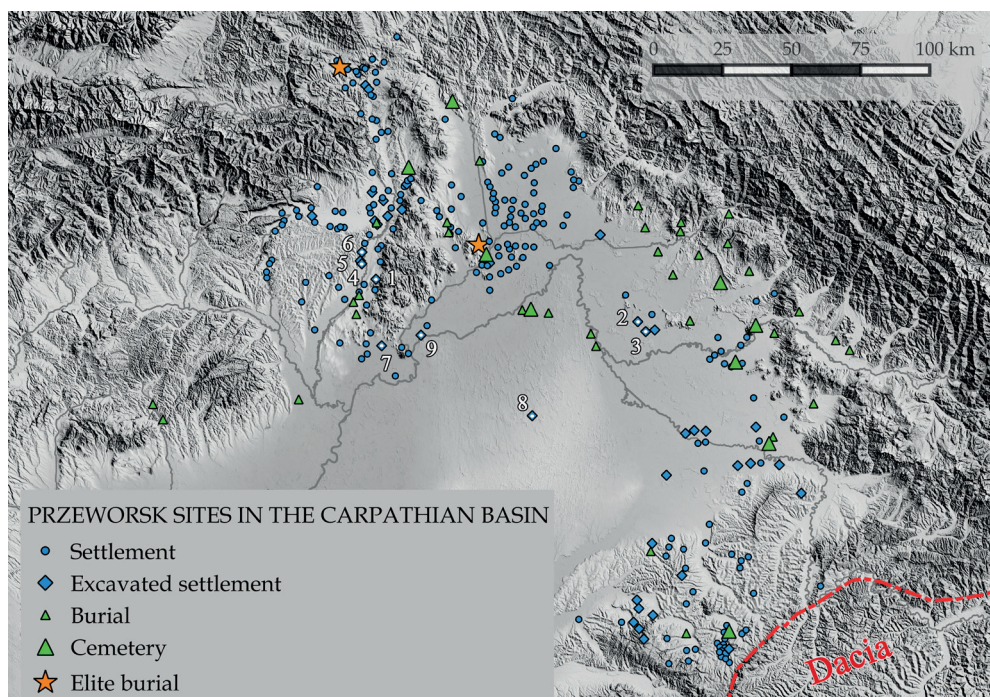 0 25 50 75 100 km
6
5
4
1
2
3
9
7
8
PRZEWORSK SITES IN THE CARPATHIAN BASIN
Settlement
Excavated settlement
Burial
Cemetery
Elite burial
Dacia